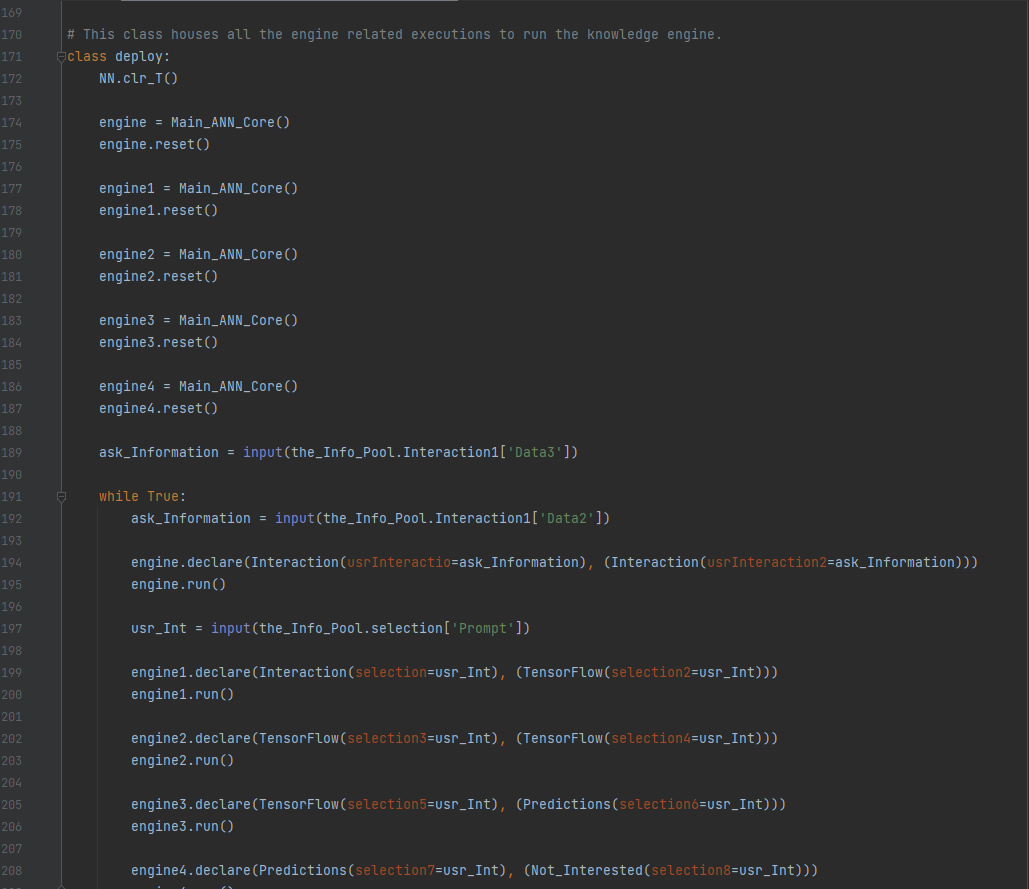 169
170 # This class houses all the engine related executions to run the knowledge engine.
171 class deploy:
172 NN.clr_T()
173
174 engine = Main_ANN_Core()
175 engine.reset()
176
177 engine1 = Main_ANN_Core()
178 engine1.reset()
179
180 engine2 = Main_ANN_Core()
181 engine2.reset()
182
183 engine3 = Main_ANN_Core()
184 engine3.reset()
185
186 engine4 = Main_ANN_Core()
187 engine4.reset()
188
189 ask_Information = input(the_Info_Pool.Interaction1['Data3'])
190
191 while True:
192 ask_Information = input(the_Info_Pool.Interaction1['Data2'])
193
194 engine.declare(Interaction(usrInteractio=ask_Information), (Interaction(usrInteraction2=ask_Information)))
195 engine.run()
196
197 usr_Int = input(the_Info_Pool.selection['Prompt'])
198
199 engine1.declare(Interaction(selection=usr_Int), (TensorFlow(selection2=usr_Int)))
200 engine1.run()
201
202 engine2.declare(TensorFlow(selection3=usr_Int), (TensorFlow(selection4=usr_Int)))
203 engine2.run()
204
205 engine3.declare(TensorFlow(selection5=usr_Int), (Predictions(selection6=usr_Int)))
206 engine3.run()
207
208 engine4.declare(Predictions(selection7=usr_Int), (Not_Interested(selection8=usr_Int)))